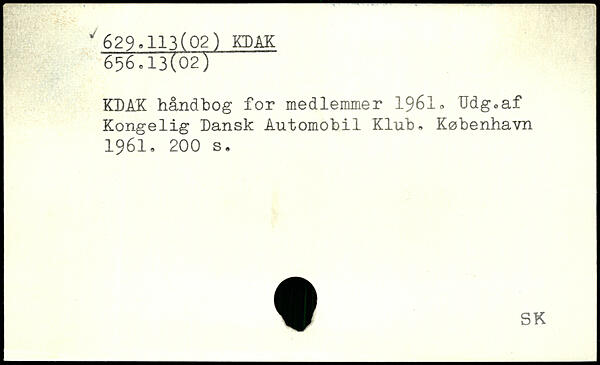 629.113(02) KDAK
656.13(02)
KDAK håndbog for medlemmer 1961. Udg.af
Kongelig Dansk Automobil Klub. København
1961. 200 s.
SK